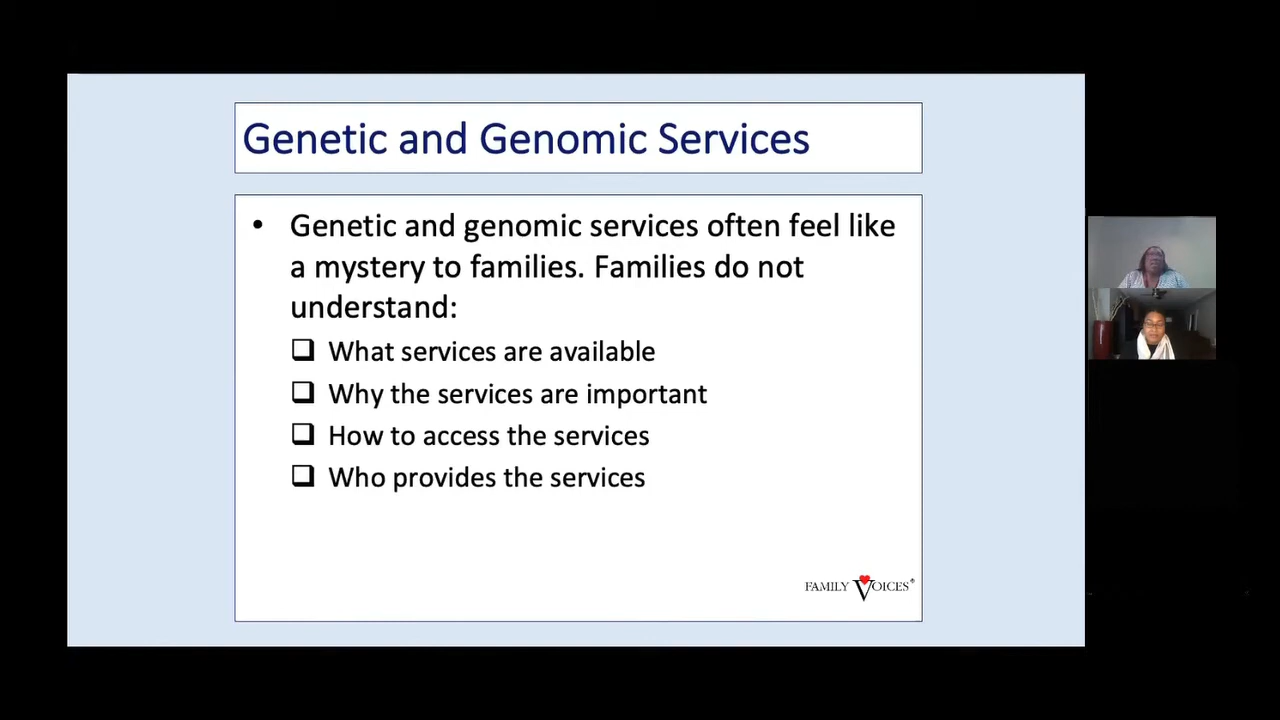 Genetic and Genomic Services
• Genetic and genomic services often feel like
a mystery to families. Families do not
understand:
❑ What services are available
❑ Why the services are important
❑ How to access the services
❑ Who provides the services
FAMILY VOICES®